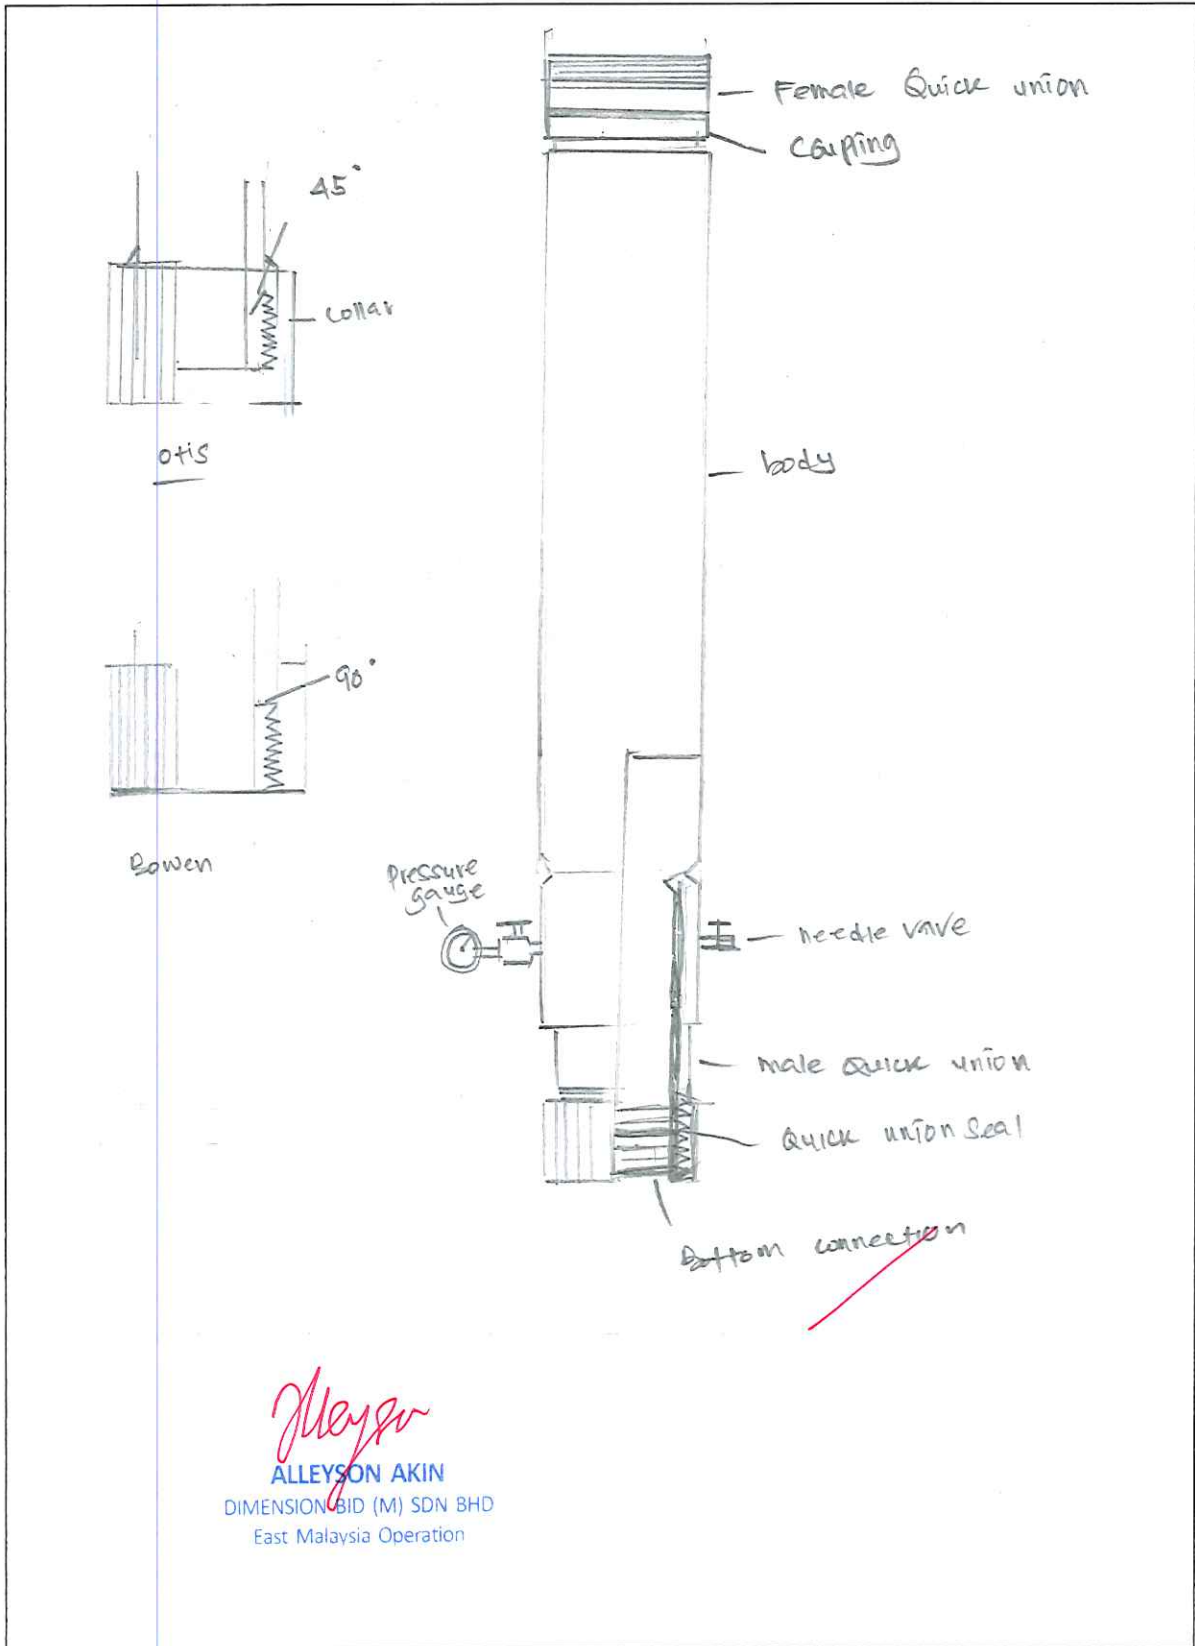 Female Quick union
Coupling
45°
collar
otis
body
90°
Bowen
Pressure
gauge
needle vave
male Quick union
Quick union seal
Bottom connection
ALLEYSON AKIN
DIMENSION BID (M) SDN BHD
East Malaysia Operation